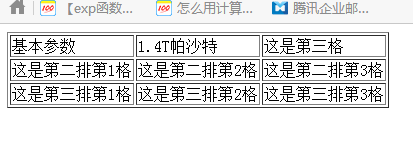 【exp函数... 怎么用计算... 腾讯企业邮...
基本参数 1.4T帕沙特 这是第三格
这是第二排第1格 这是第二排第2格 这是第二排第3格
这是第三排第1格 这是第三排第2格 这是第三排第3格